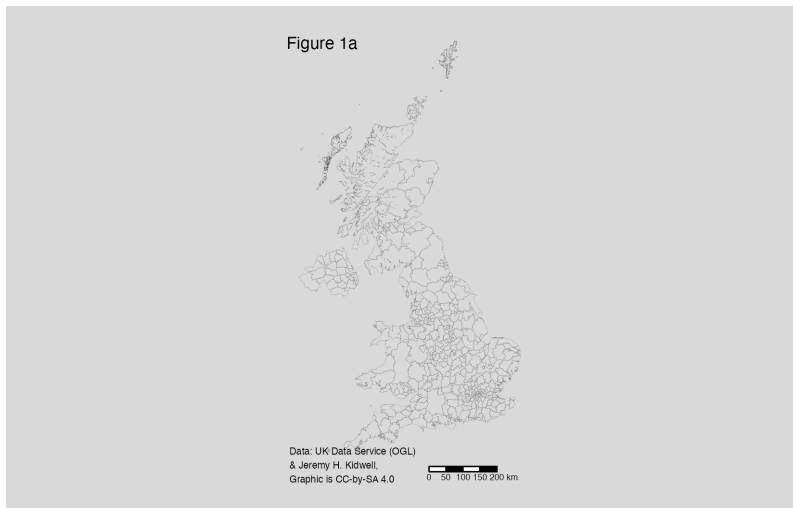 Figure 1a
Data: UK Data Service (OGL)
& Jeremy H. Kidwell,
Graphic is CC-by-SA 4.0
0 50 100 150 200 km